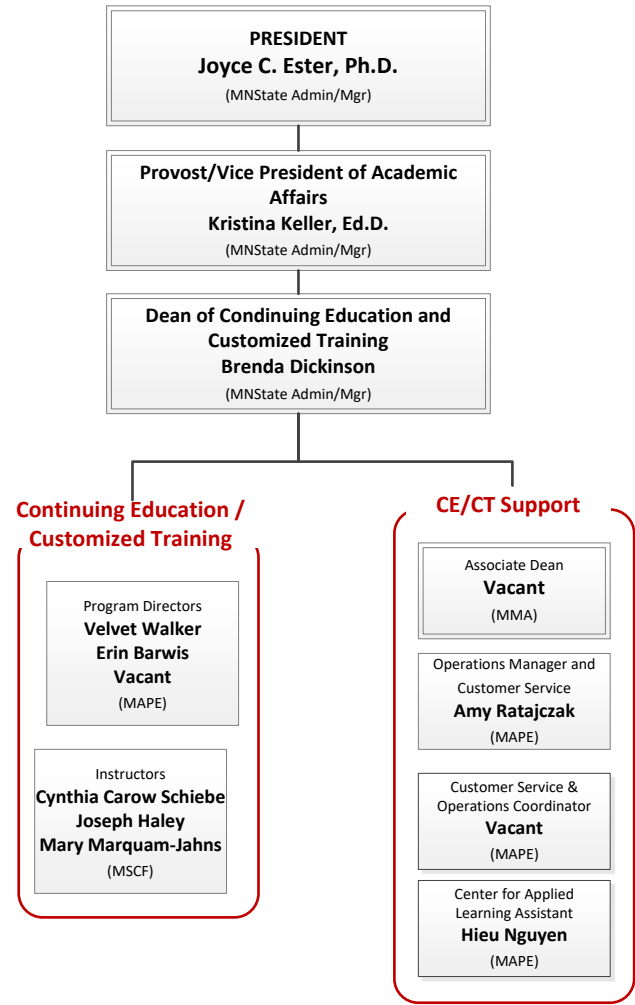 PRESIDENT
Joyce C. Ester, Ph.D.
(MNState Admin/Mgr)
Provost/Vice President of Academic
Affairs
Kristina Keller, Ed.D.
(MNState Admin/Mgr)
Dean of Condinuing Education and
Customized Training
Brenda Dickinson
(MNState Admin/Mgr)
Continuing Education /
Customized Training
Program Directors
Velvet Walker
Erin Barwis
Vacant
(MAPE)
Instructors
Cynthia Carow Schiebe
Joseph Haley
Mary Marquam-Jahns
(MSCF)
CE/CT Support
Associate Dean
Vacant
(MMA)
Operations Manager and
Customer Service
Amy Ratajczak
(MAPE)
Customer Service &
Operations Coordinator
Vacant
(MAPE)
Center for Applied
Learning Assistant
Hieu Nguyen
(MAPE)